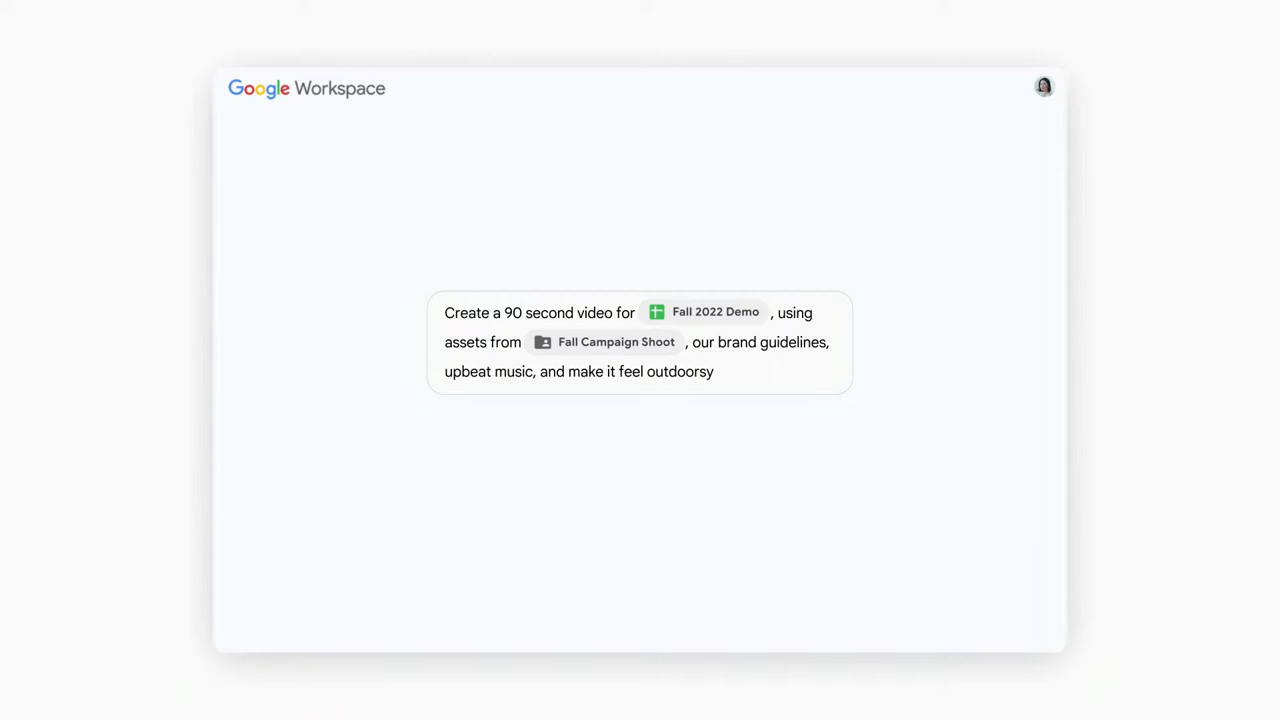 Google Workspace
Create a 90 second video for Fall 2022 Demo , using
assets from Fall Campaign Shoot , our brand guidelines,
upbeat music, and make it feel outdoorsy